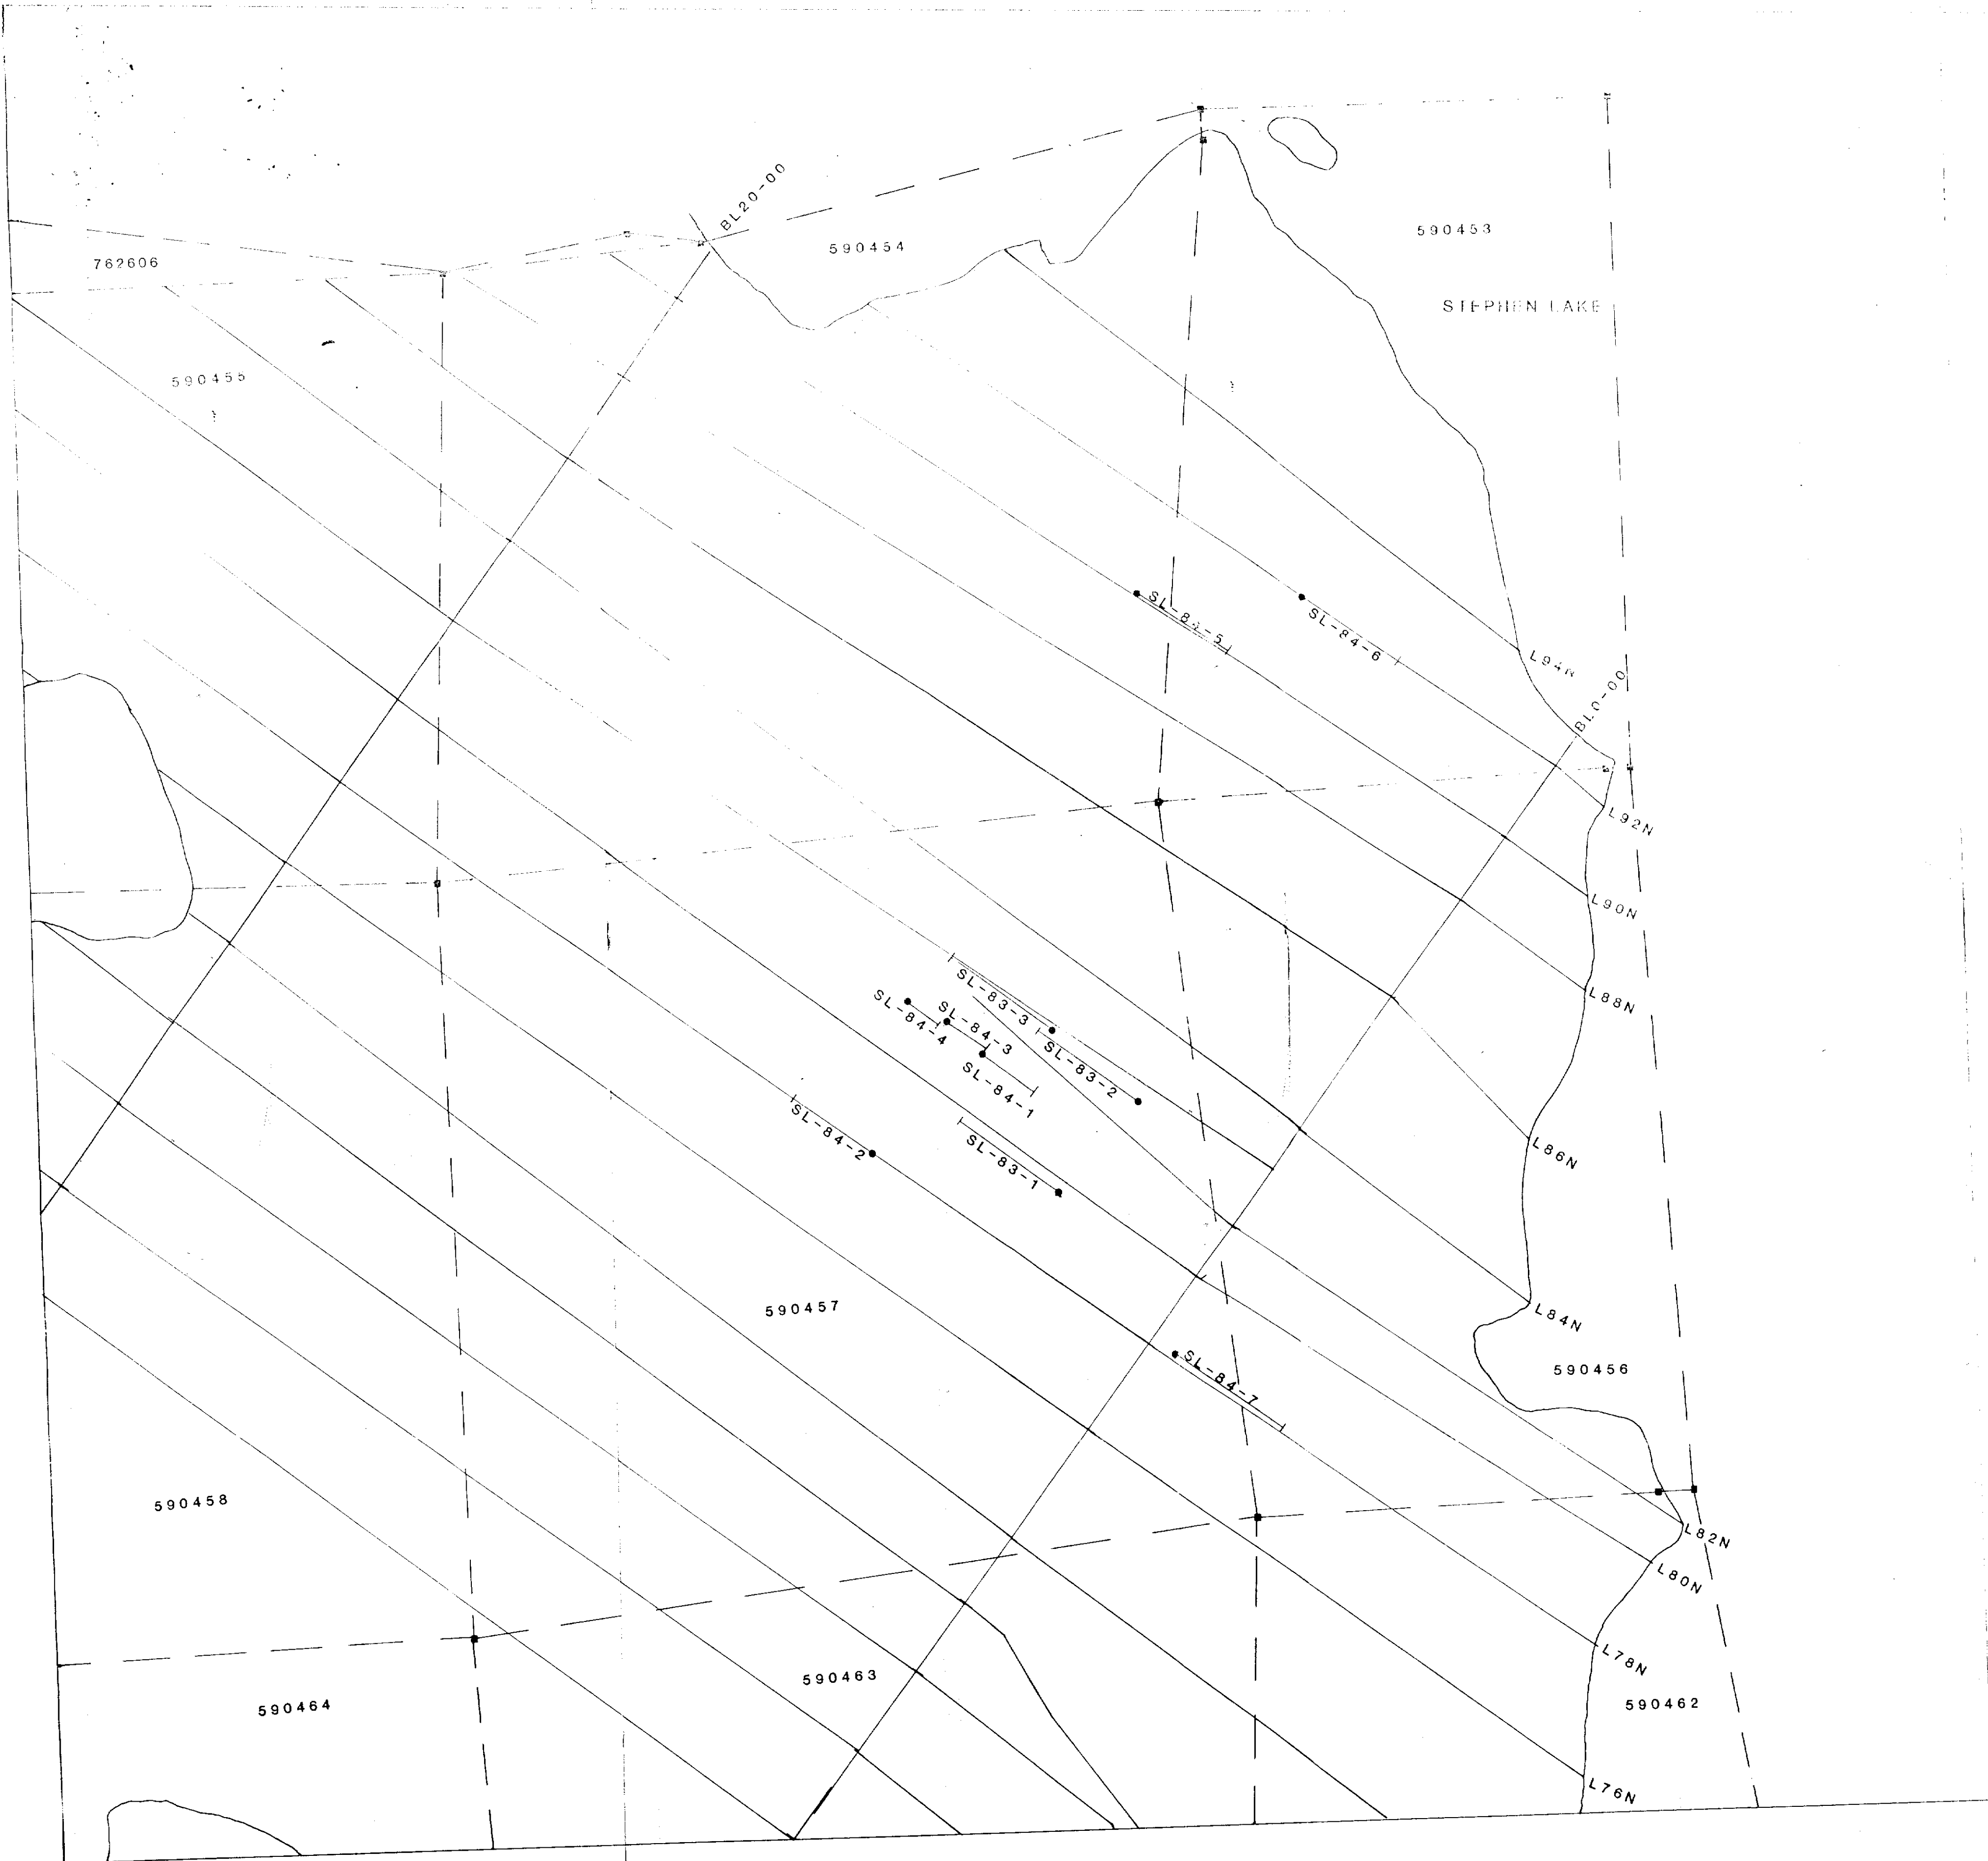 BL20-00
590454
590453
762606
STEPHEN LAKE
590455
SL-84-5
SL-84-6
L94N
BL0-00
L92N
L90N
SL-83-3
L88N
SL-84-4
SL-84-3
SL-83-2
SL-84-1
SL-84-2
SL-83-1
L86N
590457
L84N
SL-84-7
590456
590458
L82N
L80N
L78N
590463
590464
590462
L76N